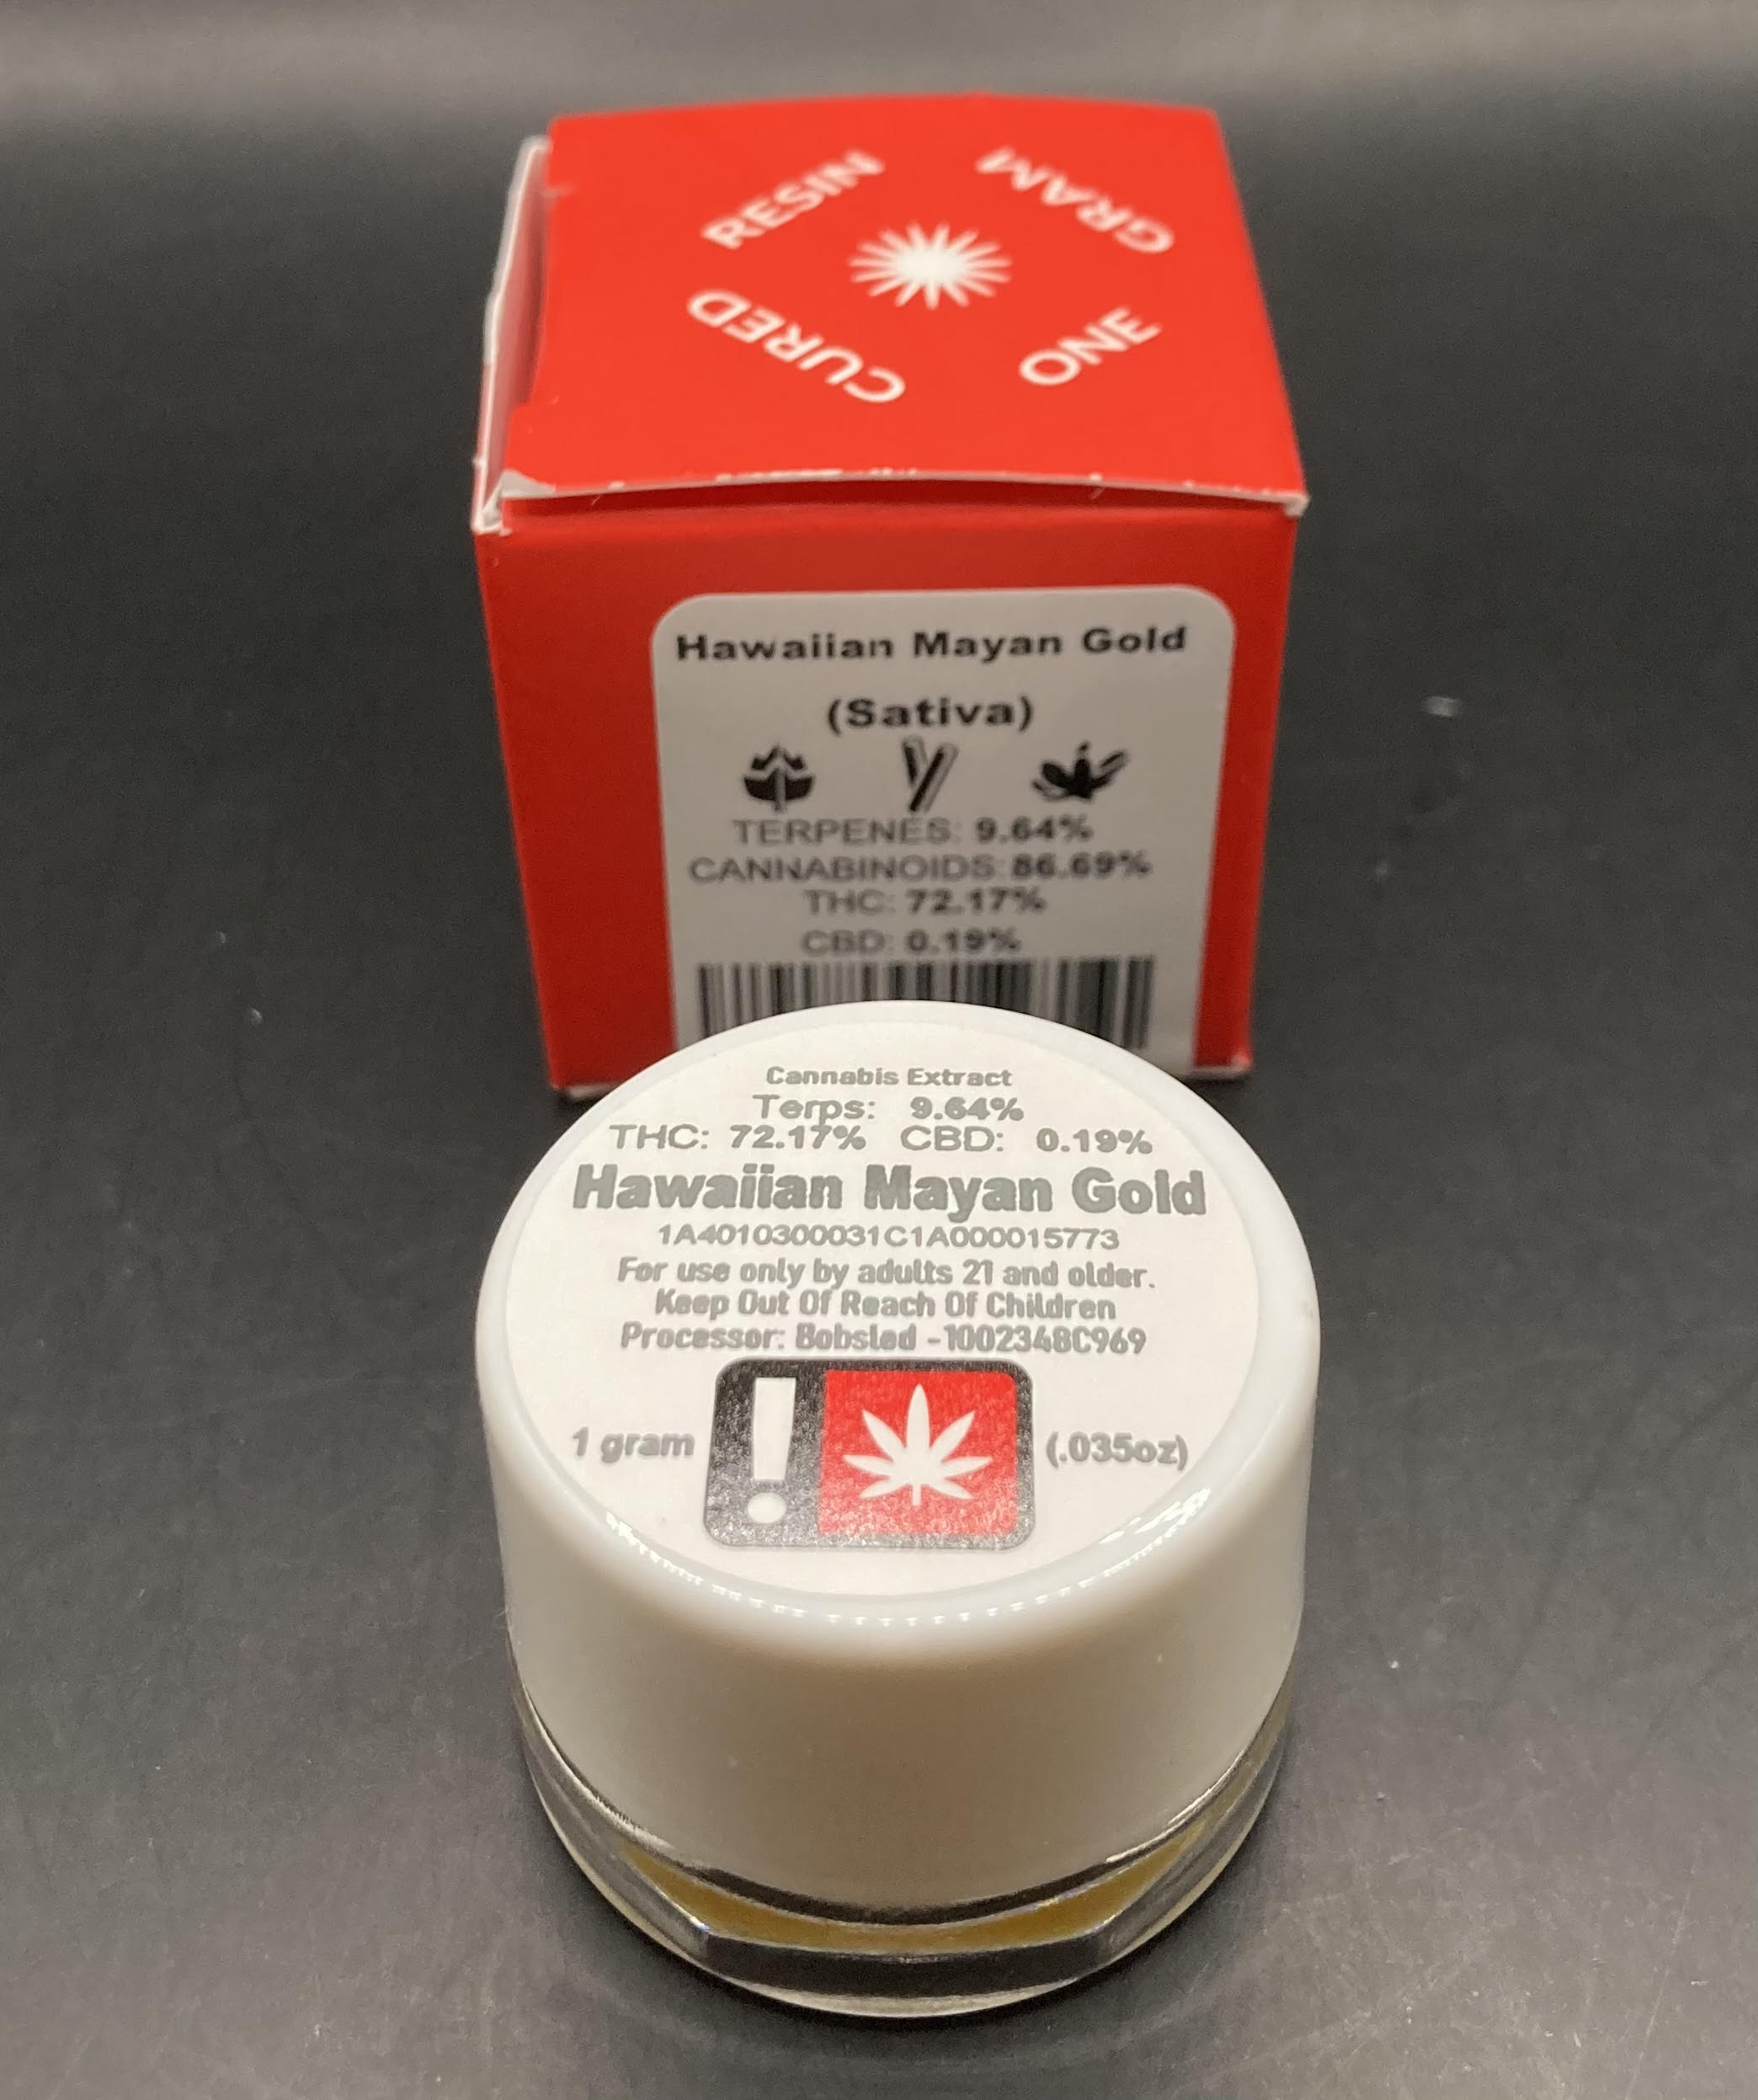 CURED RESIN
ONE GRAM
Hawaiian Mayan Gold
(Sativa)
TERPENES: 9.64%
CANNABINOIDS: 86.69%
THC: 72.17%
CBD: 0.19%
Cannabis Extract
Terps: 9.64%
THC: 72.17% CBD: 0.19%
Hawaiian Mayan Gold
1A4010300031C1A000015773
For use only by adults 21 and older.
Keep Out Of Reach Of Children
Processor: Bobsled -1002348C969
1 gram (.035oz)